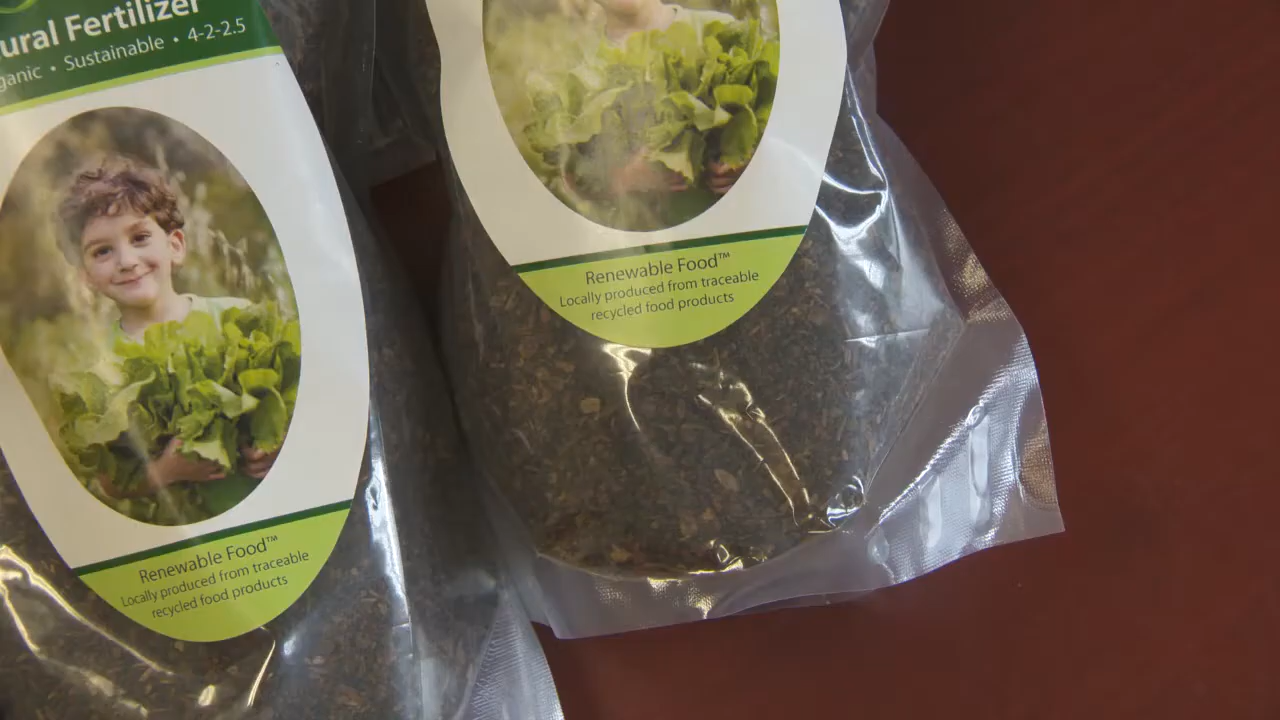 ural Fertilizer
ganic • Sustainable • 4-2-2.5
Renewable Food™
Locally produced from traceable
recycled food products
Renewable Food™
Locally produced from traceable
recycled food products